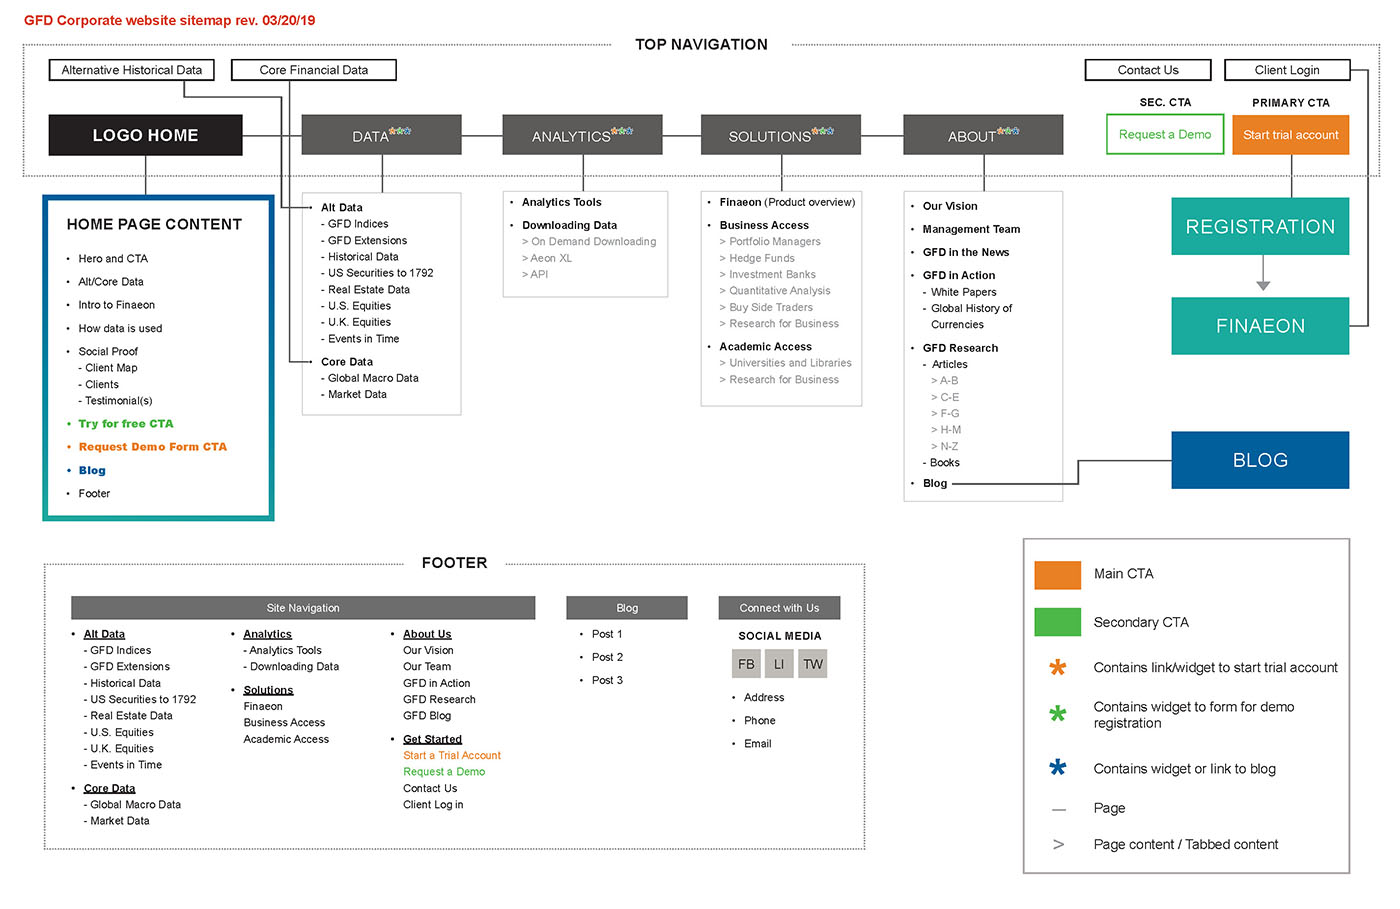 GFD Corporate website sitemap rev. 03/20/19
TOP NAVIGATION
Alternative Historical Data
Core Financial Data
Contact Us
Client Login
SEC. CTA
PRIMARY CTA
LOGO HOME
DATA***
ANALYTICS***
SOLUTIONS***
ABOUT***
Request a Demo
Start trial account
HOME PAGE CONTENT
• Hero and CTA
• Alt/Core Data
• Intro to Finaeon
• How data is used
• Social Proof
- Client Map
- Clients
- Testimonial(s)
• Try for free CTA
• Request Demo Form CTA
• Blog
• Footer
• Alt Data
- GFD Indices
- GFD Extensions
- Historical Data
- US Securities to 1792
- Real Estate Data
- U.S. Equities
- U.K. Equities
- Events in Time
• Core Data
- Global Macro Data
- Market Data
• Analytics Tools
• Downloading Data
> On Demand Downloading
> Aeon XL
> API
• Finaeon (Product overview)
• Business Access
> Portfolio Managers
> Hedge Funds
> Investment Banks
> Quantitative Analysis
> Buy Side Traders
> Research for Business
• Academic Access
> Universities and Libraries
> Research for Business
• Our Vision
• Management Team
• GFD in the News
• GFD in Action
- White Papers
- Global History of
Currencies
• GFD Research
- Articles
> A-B
> C-E
> F-G
> H-M
> N-Z
- Books
• Blog
REGISTRATION
FINAEON
BLOG
FOOTER
Site Navigation
• Alt Data
- GFD Indices
- GFD Extensions
- Historical Data
- US Securities to 1792
- Real Estate Data
- U.S. Equities
- U.K. Equities
- Events in Time
• Core Data
- Global Macro Data
- Market Data
• Analytics
- Analytics Tools
- Downloading Data
• Solutions
Finaeon
Business Access
Academic Access
• About Us
Our Vision
Our Team
GFD in Action
GFD Research
GFD Blog
• Get Started
Start a Trial Account
Request a Demo
Contact Us
Client Log in
Blog
• Post 1
• Post 2
• Post 3
Connect with Us
SOCIAL MEDIA
FB
LI
TW
• Address
• Phone
• Email
Main CTA
Secondary CTA
* Contains link/widget to start trial account
* Contains widget to form for demo
registration
* Contains widget or link to blog
— Page
> Page content / Tabbed content